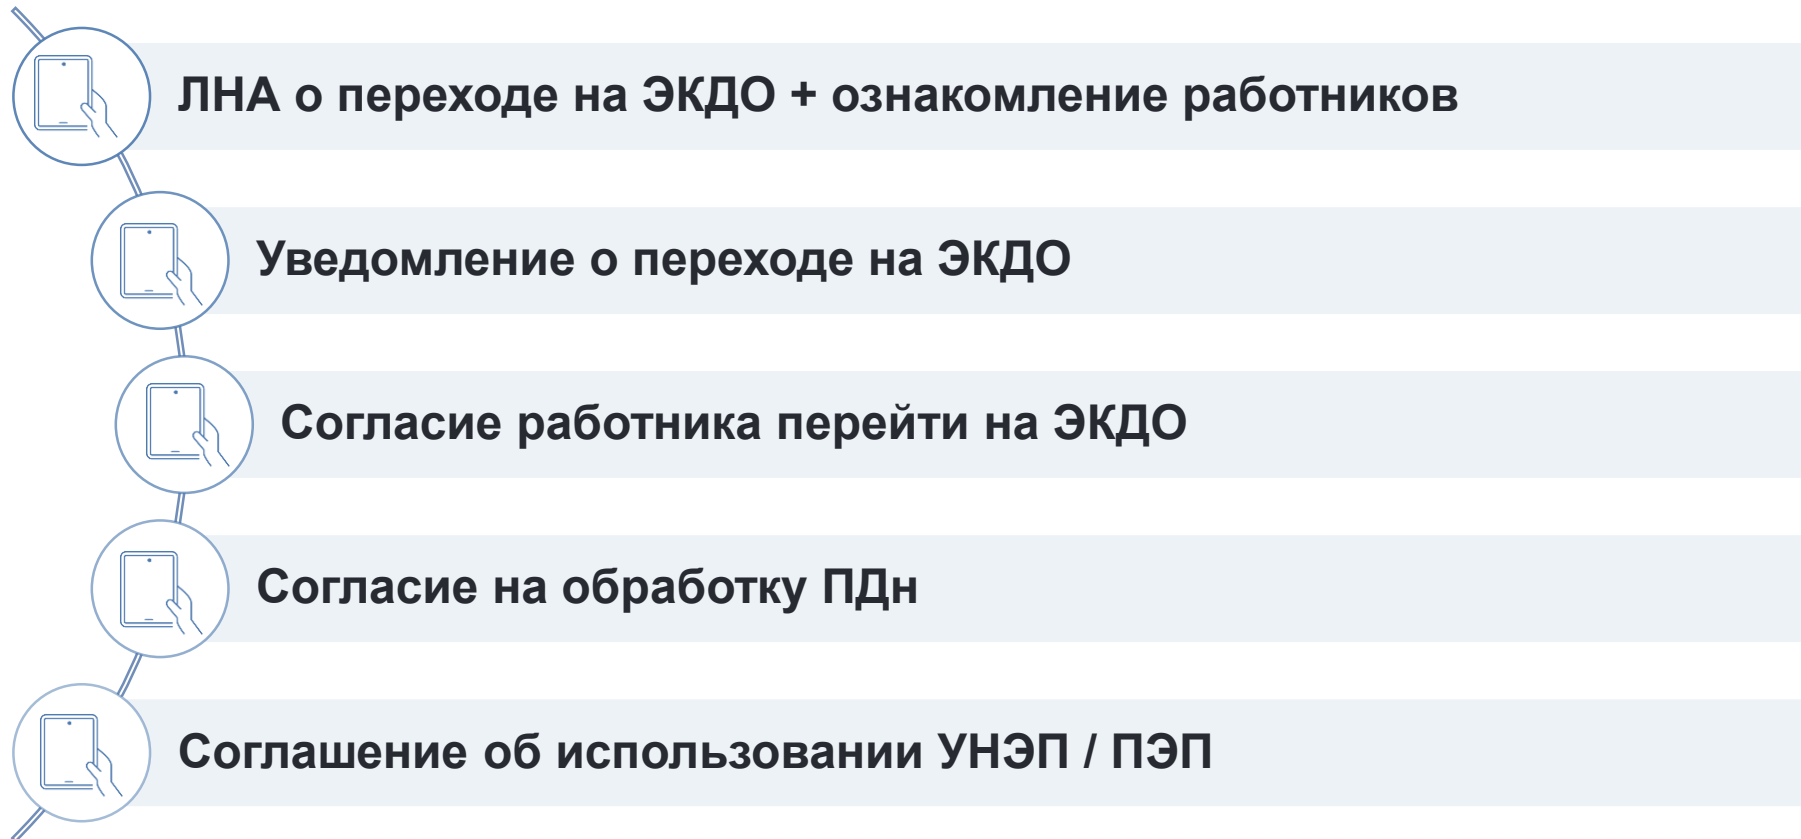 ЛНА о переходе на ЭКДО + ознакомление работников
Уведомление о переходе на ЭКДО
Согласие работника перейти на ЭКДО
Согласие на обработку ПДн
Соглашение об использовании УНЭП / ПЭП